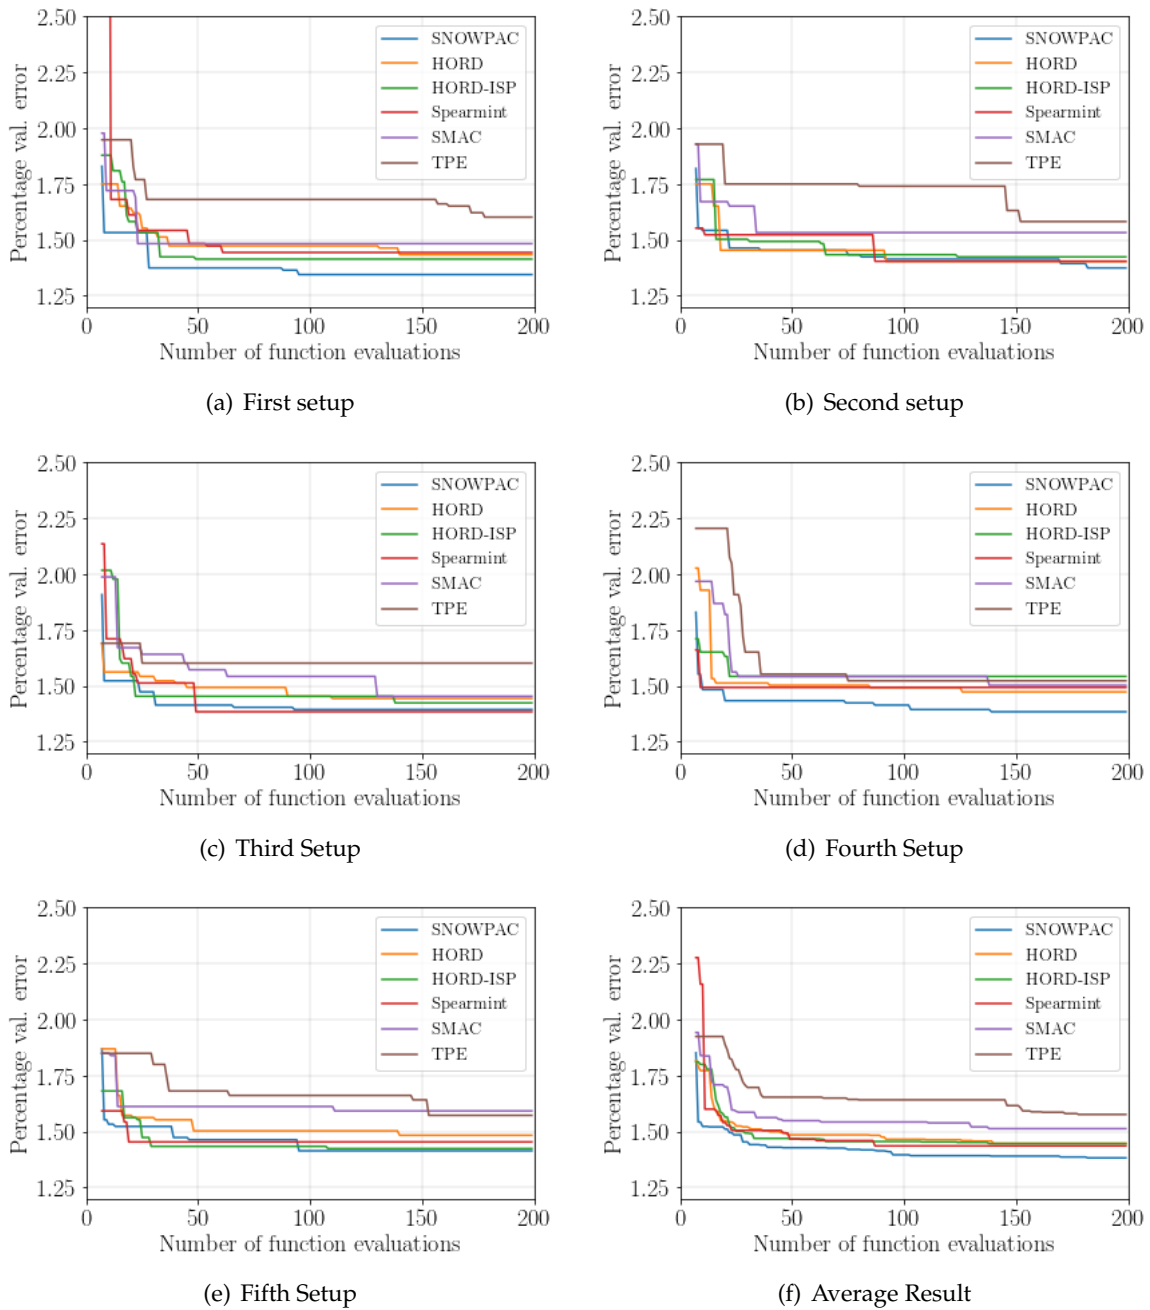 2.50
2.25
2.00
1.75
1.50
1.25
Percentage val. error
0 50 100 150 200
Number of function evaluations
SNOWPAC
HORD
HORD-ISP
Spearmint
SMAC
TPE
(a) First setup
2.50
2.25
2.00
1.75
1.50
1.25
Percentage val. error
0 50 100 150 200
Number of function evaluations
SNOWPAC
HORD
HORD-ISP
Spearmint
SMAC
TPE
(b) Second setup
2.50
2.25
2.00
1.75
1.50
1.25
Percentage val. error
0 50 100 150 200
Number of function evaluations
SNOWPAC
HORD
HORD-ISP
Spearmint
SMAC
TPE
(c) Third Setup
2.50
2.25
2.00
1.75
1.50
1.25
Percentage val. error
0 50 100 150 200
Number of function evaluations
SNOWPAC
HORD
HORD-ISP
Spearmint
SMAC
TPE
(d) Fourth Setup
2.50
2.25
2.00
1.75
1.50
1.25
Percentage val. error
0 50 100 150 200
Number of function evaluations
SNOWPAC
HORD
HORD-ISP
Spearmint
SMAC
TPE
(e) Fifth Setup
2.50
2.25
2.00
1.75
1.50
1.25
Percentage val. error
0 50 100 150 200
Number of function evaluations
SNOWPAC
HORD
HORD-ISP
Spearmint
SMAC
TPE
(f) Average Result